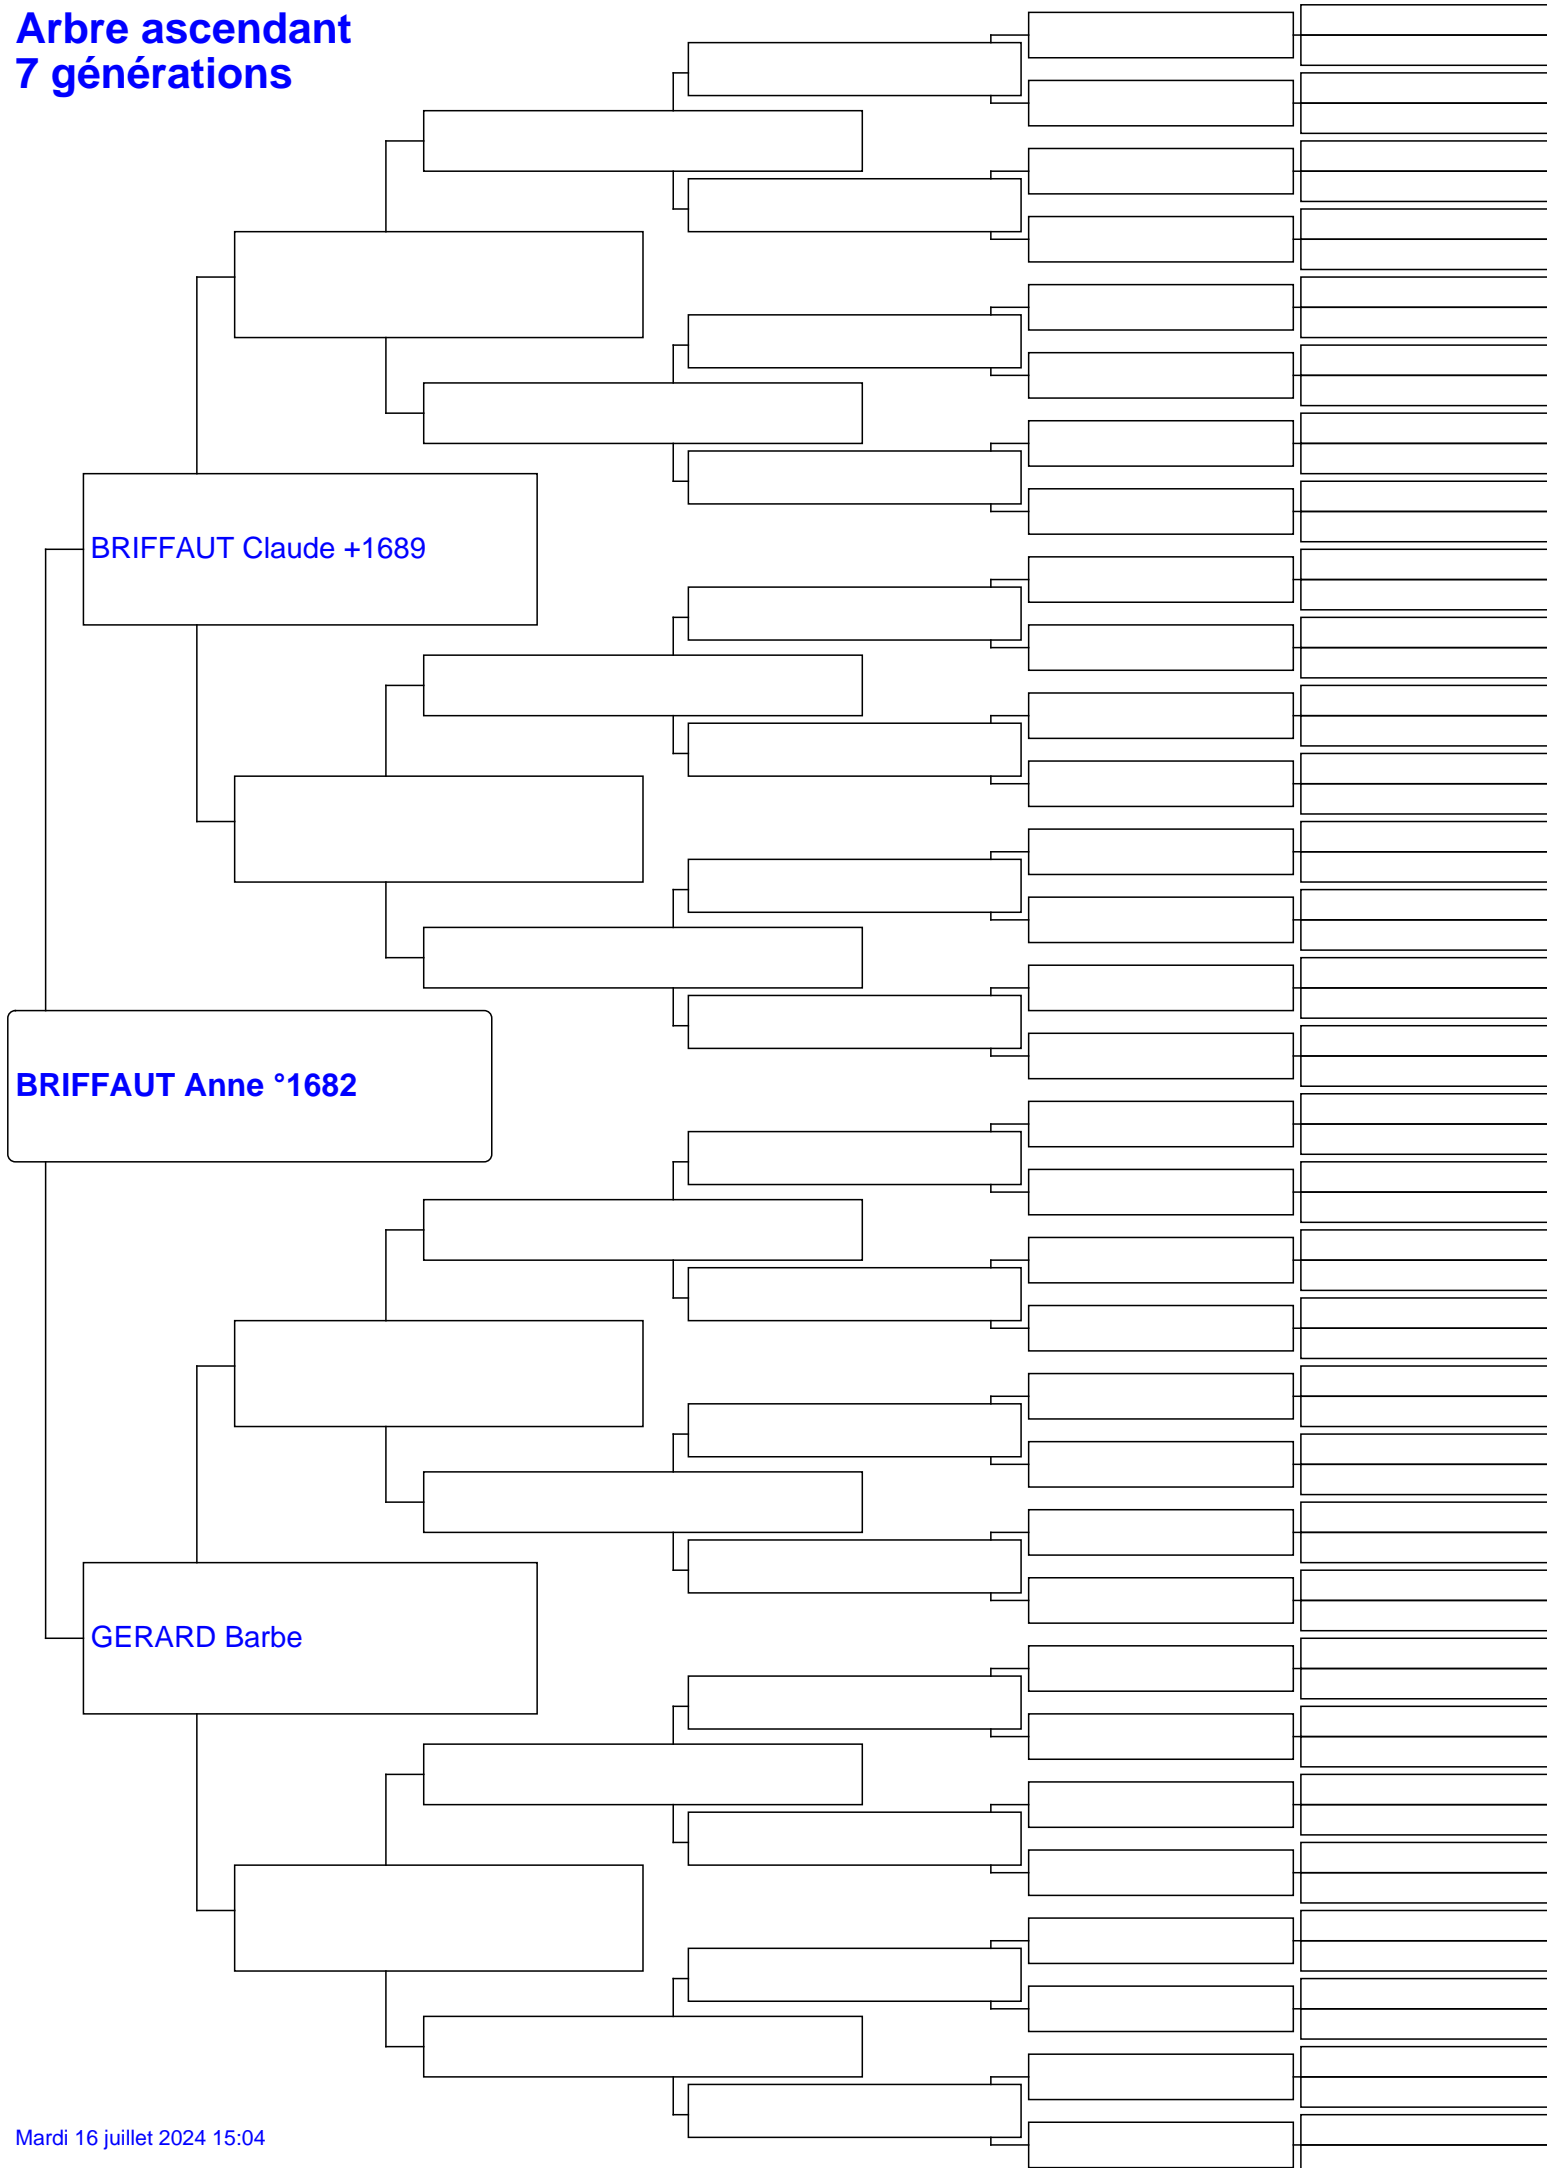 Arbre ascendant
7 générations
BRIFFAUT Claude +1689
BRIFFAUT Anne °1682
GERARD Barbe
Mardi 16 juillet 2024 15:04